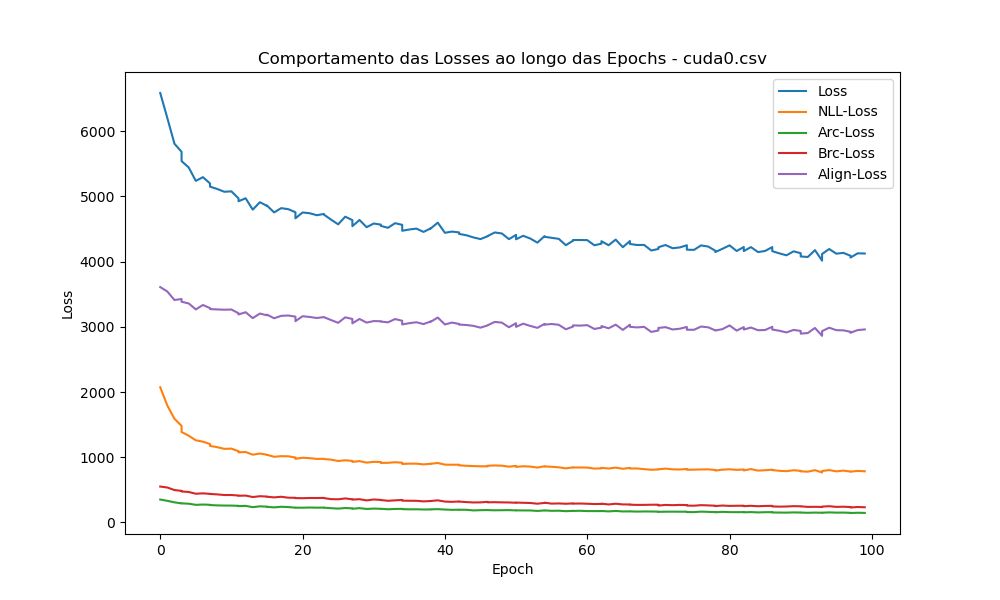 Comportamento das Losses ao longo das Epochs - cuda0.csv
Loss
NLL-Loss
Arc-Loss
Brc-Loss
Align-Loss
6000
5000
4000
3000
2000
1000
0
Loss
0 20 40 60 80 100
Epoch